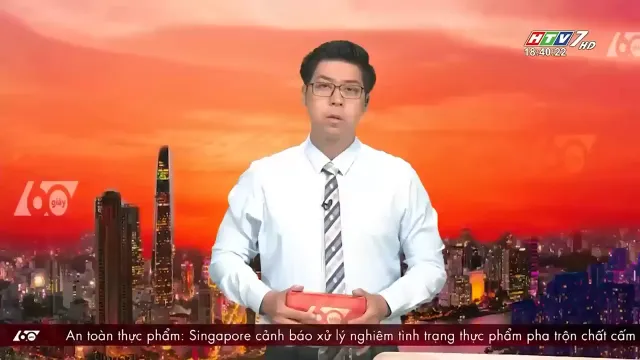 HTV7 HD
18:40:22
60 giây
60
An toàn thực phẩm: Singapore cảnh báo xử lý nghiêm tình trạng thực phẩm pha trộn chất cấm